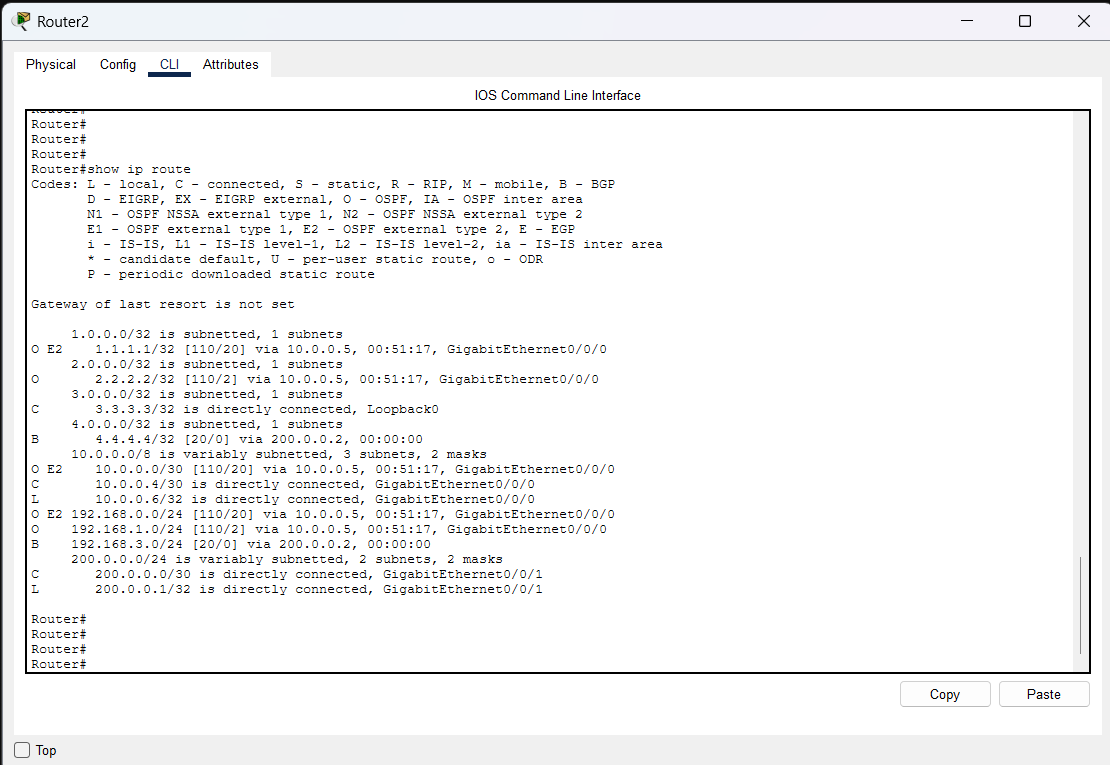 Router2
Physical Config CLI Attributes
IOS Command Line Interface
Router#
Router#
Router#
Router#
Router#show ip route
Codes: L - local, C - connected, S - static, R - RIP, M - mobile, B - BGP
       D - EIGRP, EX - EIGRP external, O - OSPF, IA - OSPF inter area
       N1 - OSPF NSSA external type 1, N2 - OSPF NSSA external type 2
       E1 - OSPF external type 1, E2 - OSPF external type 2, E - EGP
       i - IS-IS, L1 - IS-IS level-1, L2 - IS-IS level-2, ia - IS-IS inter area
       * - candidate default, U - per-user static route, o - ODR
       P - periodic downloaded static route
Gateway of last resort is not set
     1.0.0.0/32 is subnetted, 1 subnets
O E2    1.1.1.1/32 [110/20] via 10.0.0.5, 00:51:17, GigabitEthernet0/0/0
     2.0.0.0/32 is subnetted, 1 subnets
O       2.2.2.2/32 [110/2] via 10.0.0.5, 00:51:17, GigabitEthernet0/0/0
     3.0.0.0/32 is subnetted, 1 subnets
C       3.3.3.3/32 is directly connected, Loopback0
     4.0.0.0/32 is subnetted, 1 subnets
B       4.4.4.4/32 [20/0] via 200.0.0.2, 00:00:00
     10.0.0.0/8 is variably subnetted, 3 subnets, 2 masks
O E2    10.0.0.0/30 [110/20] via 10.0.0.5, 00:51:17, GigabitEthernet0/0/0
C       10.0.0.4/30 is directly connected, GigabitEthernet0/0/0
L       10.0.0.6/32 is directly connected, GigabitEthernet0/0/0
O E2 192.168.0.0/24 [110/20] via 10.0.0.5, 00:51:17, GigabitEthernet0/0/0
O    192.168.1.0/24 [110/2] via 10.0.0.5, 00:51:17, GigabitEthernet0/0/0
B    192.168.3.0/24 [20/0] via 200.0.0.2, 00:00:00
     200.0.0.0/24 is variably subnetted, 2 subnets, 2 masks
C       200.0.0.0/30 is directly connected, GigabitEthernet0/0/1
L       200.0.0.1/32 is directly connected, GigabitEthernet0/0/1
Router#
Router#
Router#
Router#
Copy Paste
Top